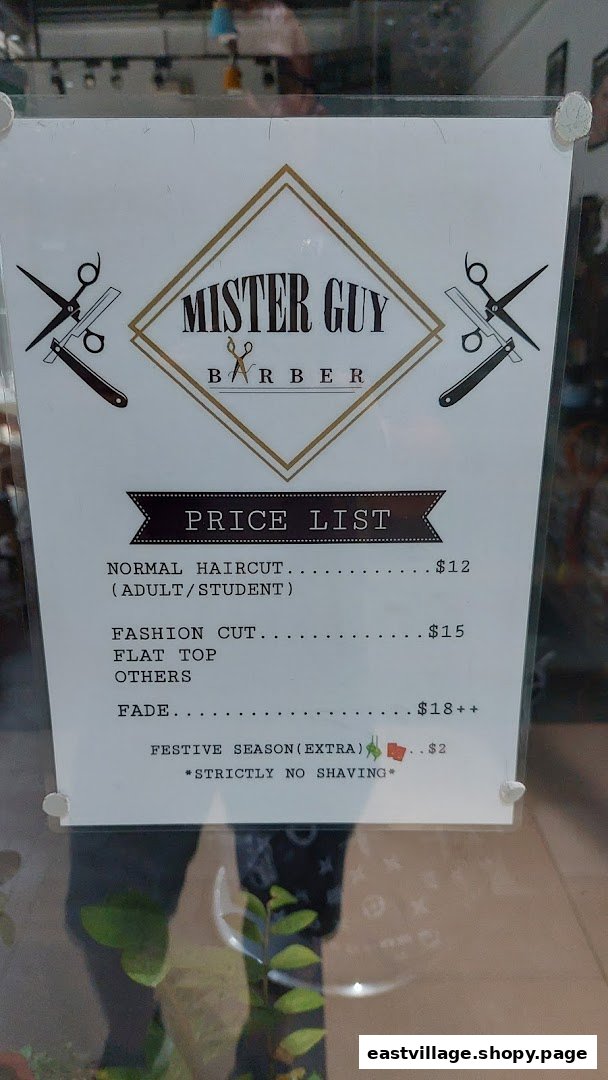 MISTER GUY
BARBER
PRICE LIST
NORMAL HAIRCUT............$12
(ADULT/STUDENT)
FASHION CUT.............$15
FLAT TOP
OTHERS
FADE...................$18++
FESTIVE SEASON(EXTRA)..$2
*STRICTLY NO SHAVING*
eastvillage.shopy.page